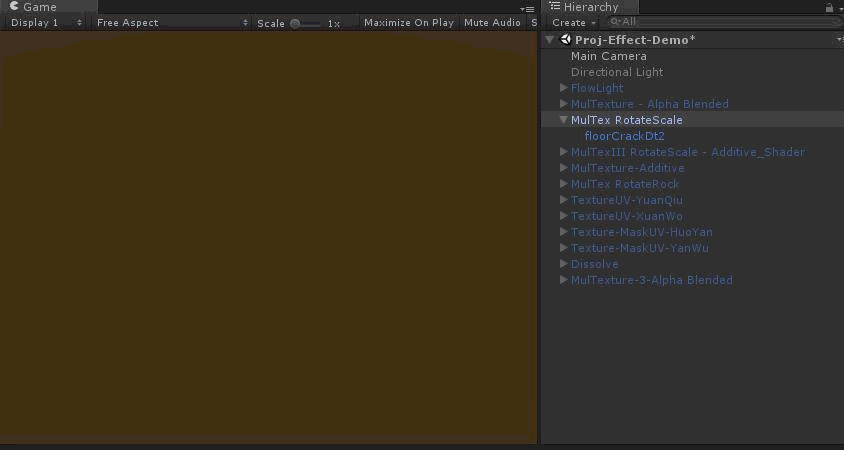 Game
Display 1 Free Aspect Scale 1x Maximize On Play Mute Audio S
Hierarchy
Create All
Proj-Effect-Demo*
Main Camera
Directional Light
FlowLight
MulTexture - Alpha Blended
MulTex RotateScale
floorCrackDt2
MulTexIII RotateScale - Additive_Shader
MulTexture-Additive
MulTex RotateRock
TextureUV-YuanQiu
TextureUV-XuanWo
Texture-MaskUV-HuoYan
Texture-MaskUV-YanWu
Dissolve
MulTexture-3-Alpha Blended